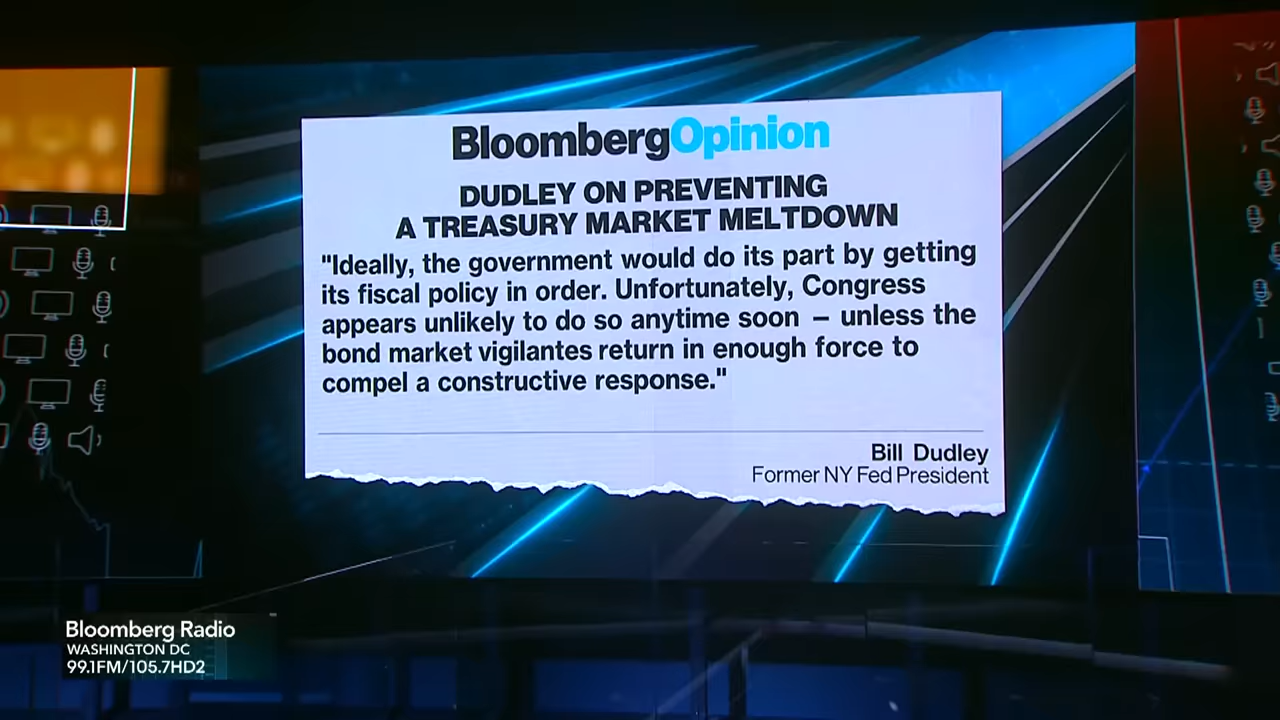 BloombergOpinion
DUDLEY ON PREVENTING
A TREASURY MARKET MELTDOWN
"Ideally, the government would do its part by getting
its fiscal policy in order. Unfortunately, Congress
appears unlikely to do so anytime soon – unless the
bond market vigilantes return in enough force to
compel a constructive response."
Bill Dudley
Former NY Fed President
Bloomberg Radio
WASHINGTON DC
99.1FM/105.7HD2